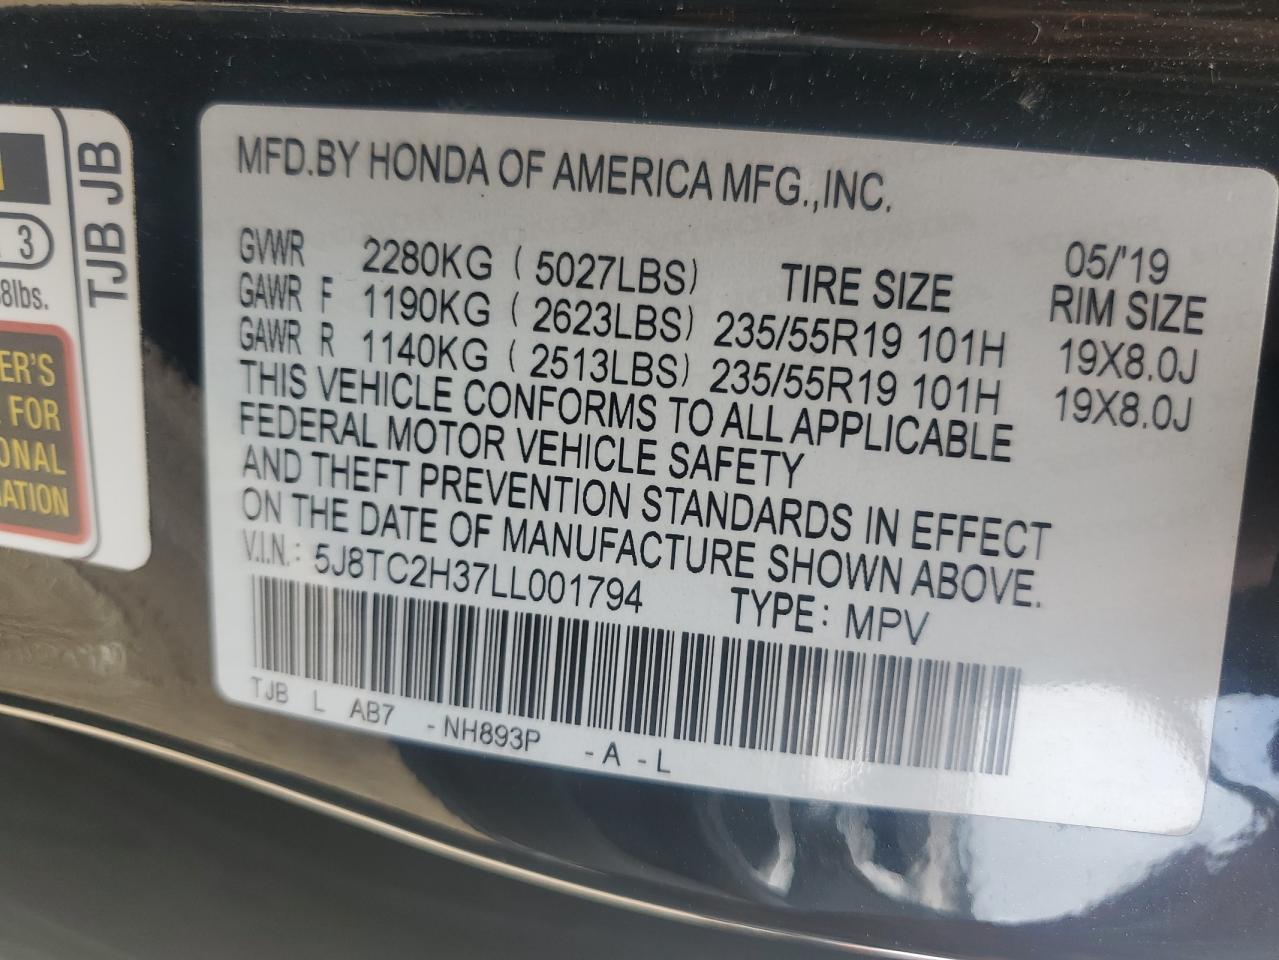 3
8lbs.
ER'S
FOR
ONAL
ATION
TJB JB
MFD.BY HONDA OF AMERICA MFG.,INC.
05/'19
GVWR 2280KG ( 5027LBS) TIRE SIZE RIM SIZE
GAWR F 1190KG ( 2623LBS) 235/55R19 101H 19X8.0J
GAWR R 1140KG ( 2513LBS) 235/55R19 101H 19X8.0J
THIS VEHICLE CONFORMS TO ALL APPLICABLE
FEDERAL MOTOR VEHICLE SAFETY
AND THEFT PREVENTION STANDARDS IN EFFECT
ON THE DATE OF MANUFACTURE SHOWN ABOVE.
V.I.N.: 5J8TC2H37LL001794 TYPE: MPV
TJB L AB7 -NH893P -A -L